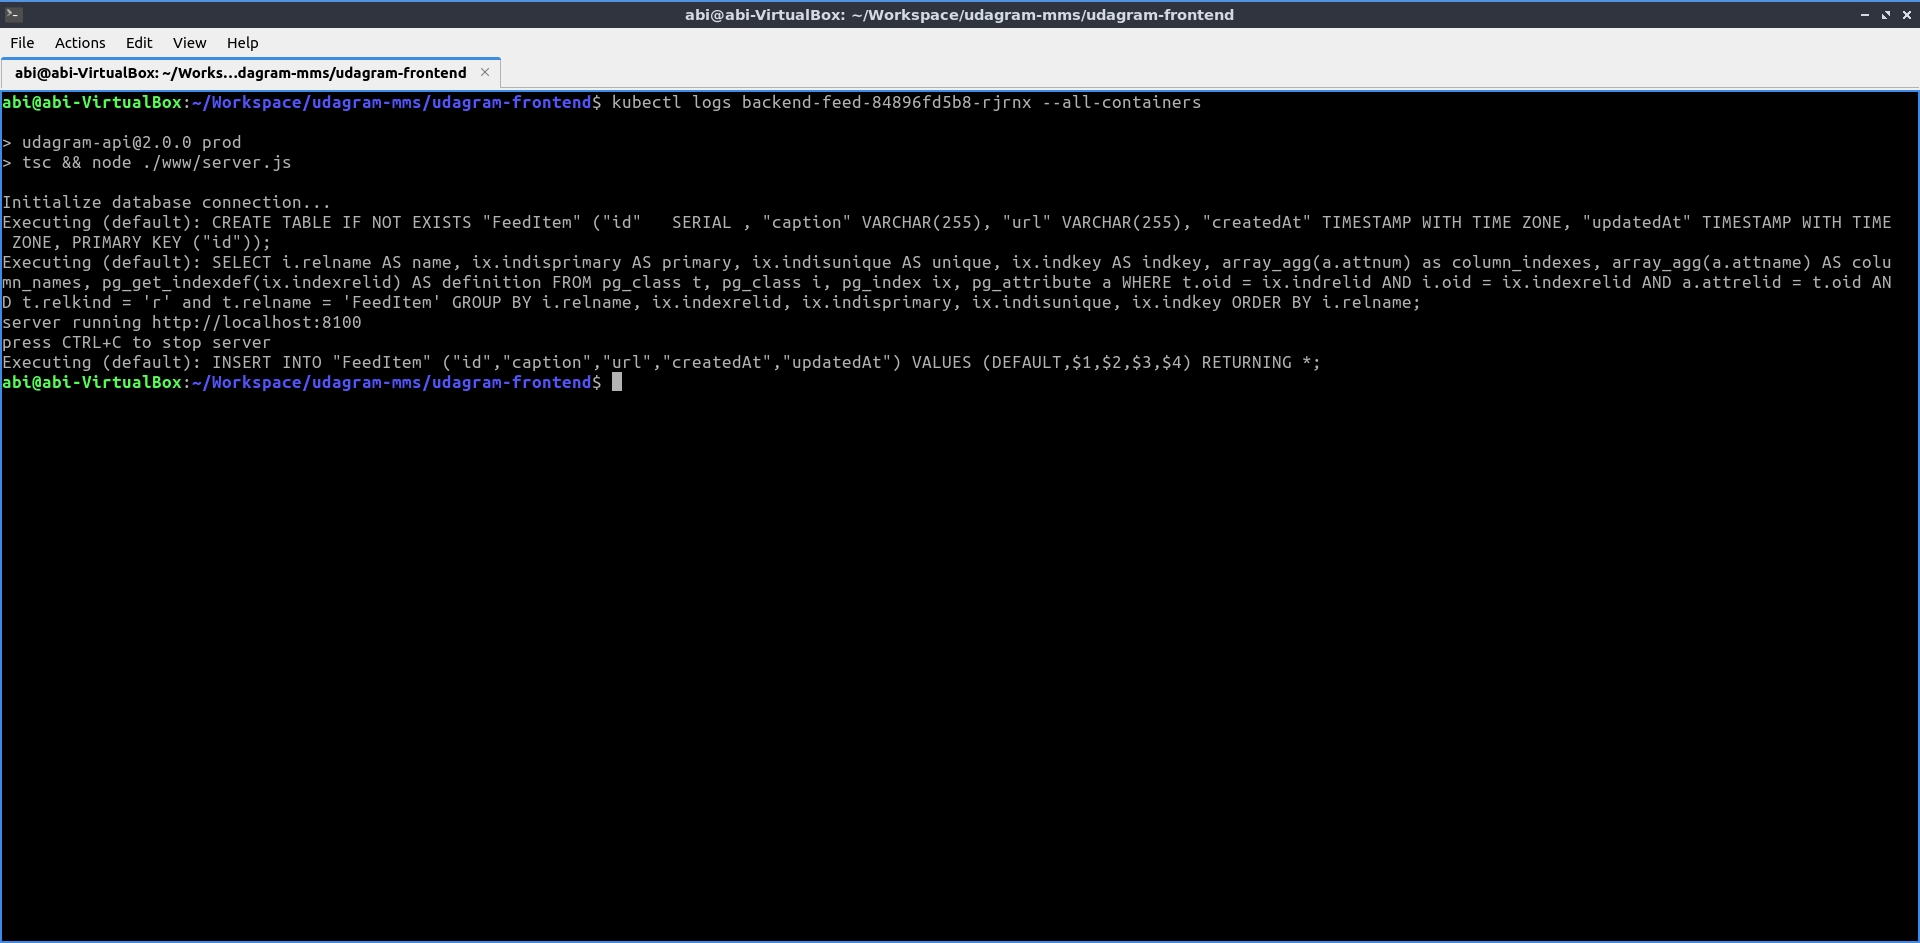 abi@abi-VirtualBox: ~/Workspace/udagram-mms/udagram-frontend
File Actions Edit View Help
abi@abi-VirtualBox: ~/Works...dagram-mms/udagram-frontend
abi@abi-VirtualBox:~/Workspace/udagram-mms/udagram-frontend$ kubectl logs backend-feed-84896fd5b8-rjrnx --all-containers
> udagram-api@2.0.0 prod
> tsc && node ./www/server.js
Initialize database connection...
Executing (default): CREATE TABLE IF NOT EXISTS "FeedItem" ("id"   SERIAL , "caption" VARCHAR(255), "url" VARCHAR(255), "createdAt" TIMESTAMP WITH TIME ZONE, "updatedAt" TIMESTAMP WITH TIME
 ZONE, PRIMARY KEY ("id"));
Executing (default): SELECT i.relname AS name, ix.indisprimary AS primary, ix.indisunique AS unique, ix.indkey AS indkey, array_agg(a.attnum) as column_indexes, array_agg(a.attname) AS colu
mn_names, pg_get_indexdef(ix.indexrelid) AS definition FROM pg_class t, pg_class i, pg_index ix, pg_attribute a WHERE t.oid = ix.indrelid AND i.oid = ix.indexrelid AND a.attrelid = t.oid AN
D t.relkind = 'r' and t.relname = 'FeedItem' GROUP BY i.relname, ix.indexrelid, ix.indisprimary, ix.indisunique, ix.indkey ORDER BY i.relname;
server running http://localhost:8100
press CTRL+C to stop server
Executing (default): INSERT INTO "FeedItem" ("id","caption","url","createdAt","updatedAt") VALUES (DEFAULT,$1,$2,$3,$4) RETURNING *;
abi@abi-VirtualBox:~/Workspace/udagram-mms/udagram-frontend$